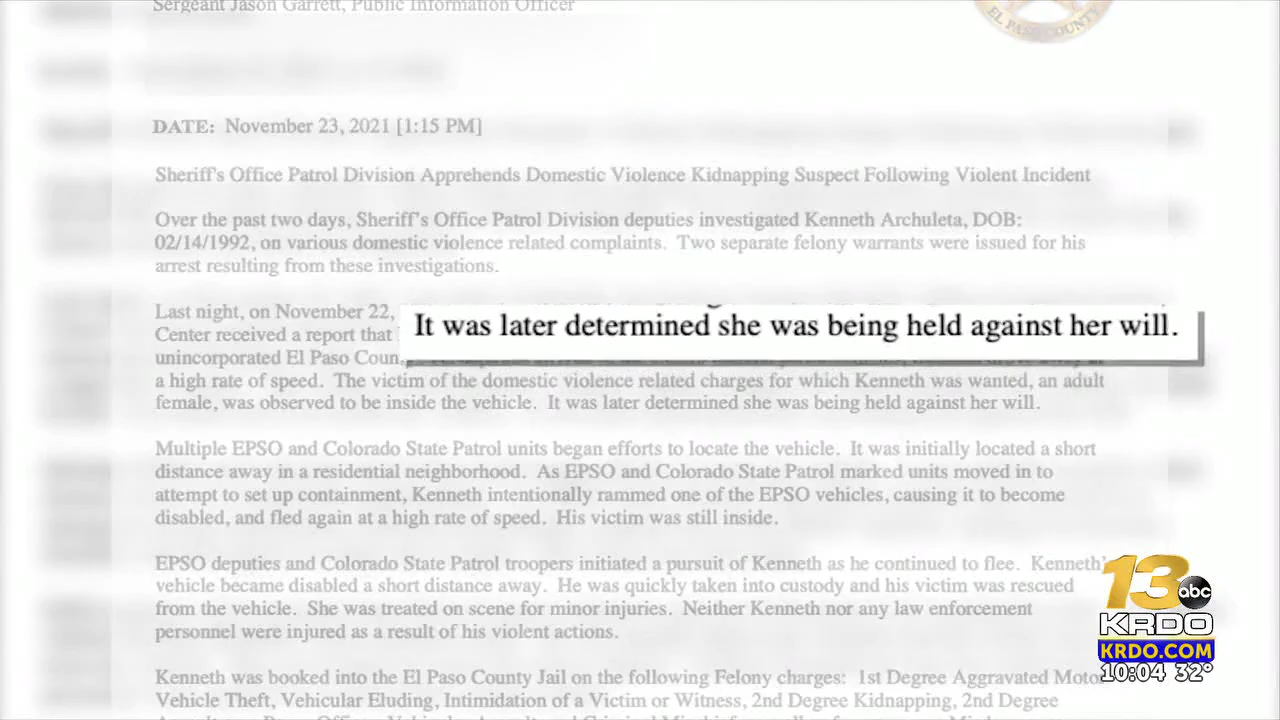 Sergeant Jason Garrett, Public Information Officer
EL PASO COUNTY
DATE: November 23, 2021 [1:15 PM]
Sheriff's Office Patrol Division Apprehends Domestic Violence Kidnapping Suspect Following Violent Incident
Over the past two days, Sheriff's Office Patrol Division deputies investigated Kenneth Archuleta, DOB:
02/14/1992, on various domestic violence related complaints. Two separate felony warrants were issued for his
arrest resulting from these investigations.
Last night, on November 22,
It was later determined she was being held against her will.
Center received a report that
unincorporated El Paso
a high rate of speed. The victim of the domestic violence related charges for which Kenneth was wanted, an adult
female, was observed to be inside the vehicle. It was later determined she was being held against her will.
Multiple EPSO and Colorado State Patrol units began efforts to locate the vehicle. It was initially located a short
distance away in a residential neighborhood. As EPSO and Colorado State Patrol marked units moved in to
attempt to set up containment, Kenneth intentionally rammed one of the EPSO vehicles, causing it to become
disabled, and fled again at a high rate of speed. His victim was still inside.
EPSO deputies and Colorado State Patrol troopers initiated a pursuit of Kenneth as he continued to flee. Kenneth's
vehicle became disabled a short distance away. He was quickly taken into custody and his victim was rescued
from the vehicle. She was treated on scene for minor injuries. Neither Kenneth nor any law enforcement
personnel were injured as a result of his violent actions.
Kenneth was booked into the El Paso County Jail on the following Felony charges: 1st Degree Aggravated Motor
Vehicle Theft, Vehicular Eluding, Intimidation of a Victim or Witness, 2nd Degree Kidnapping, 2nd Degree
13 abc
KRDO
KRDO.COM
10:04 32°